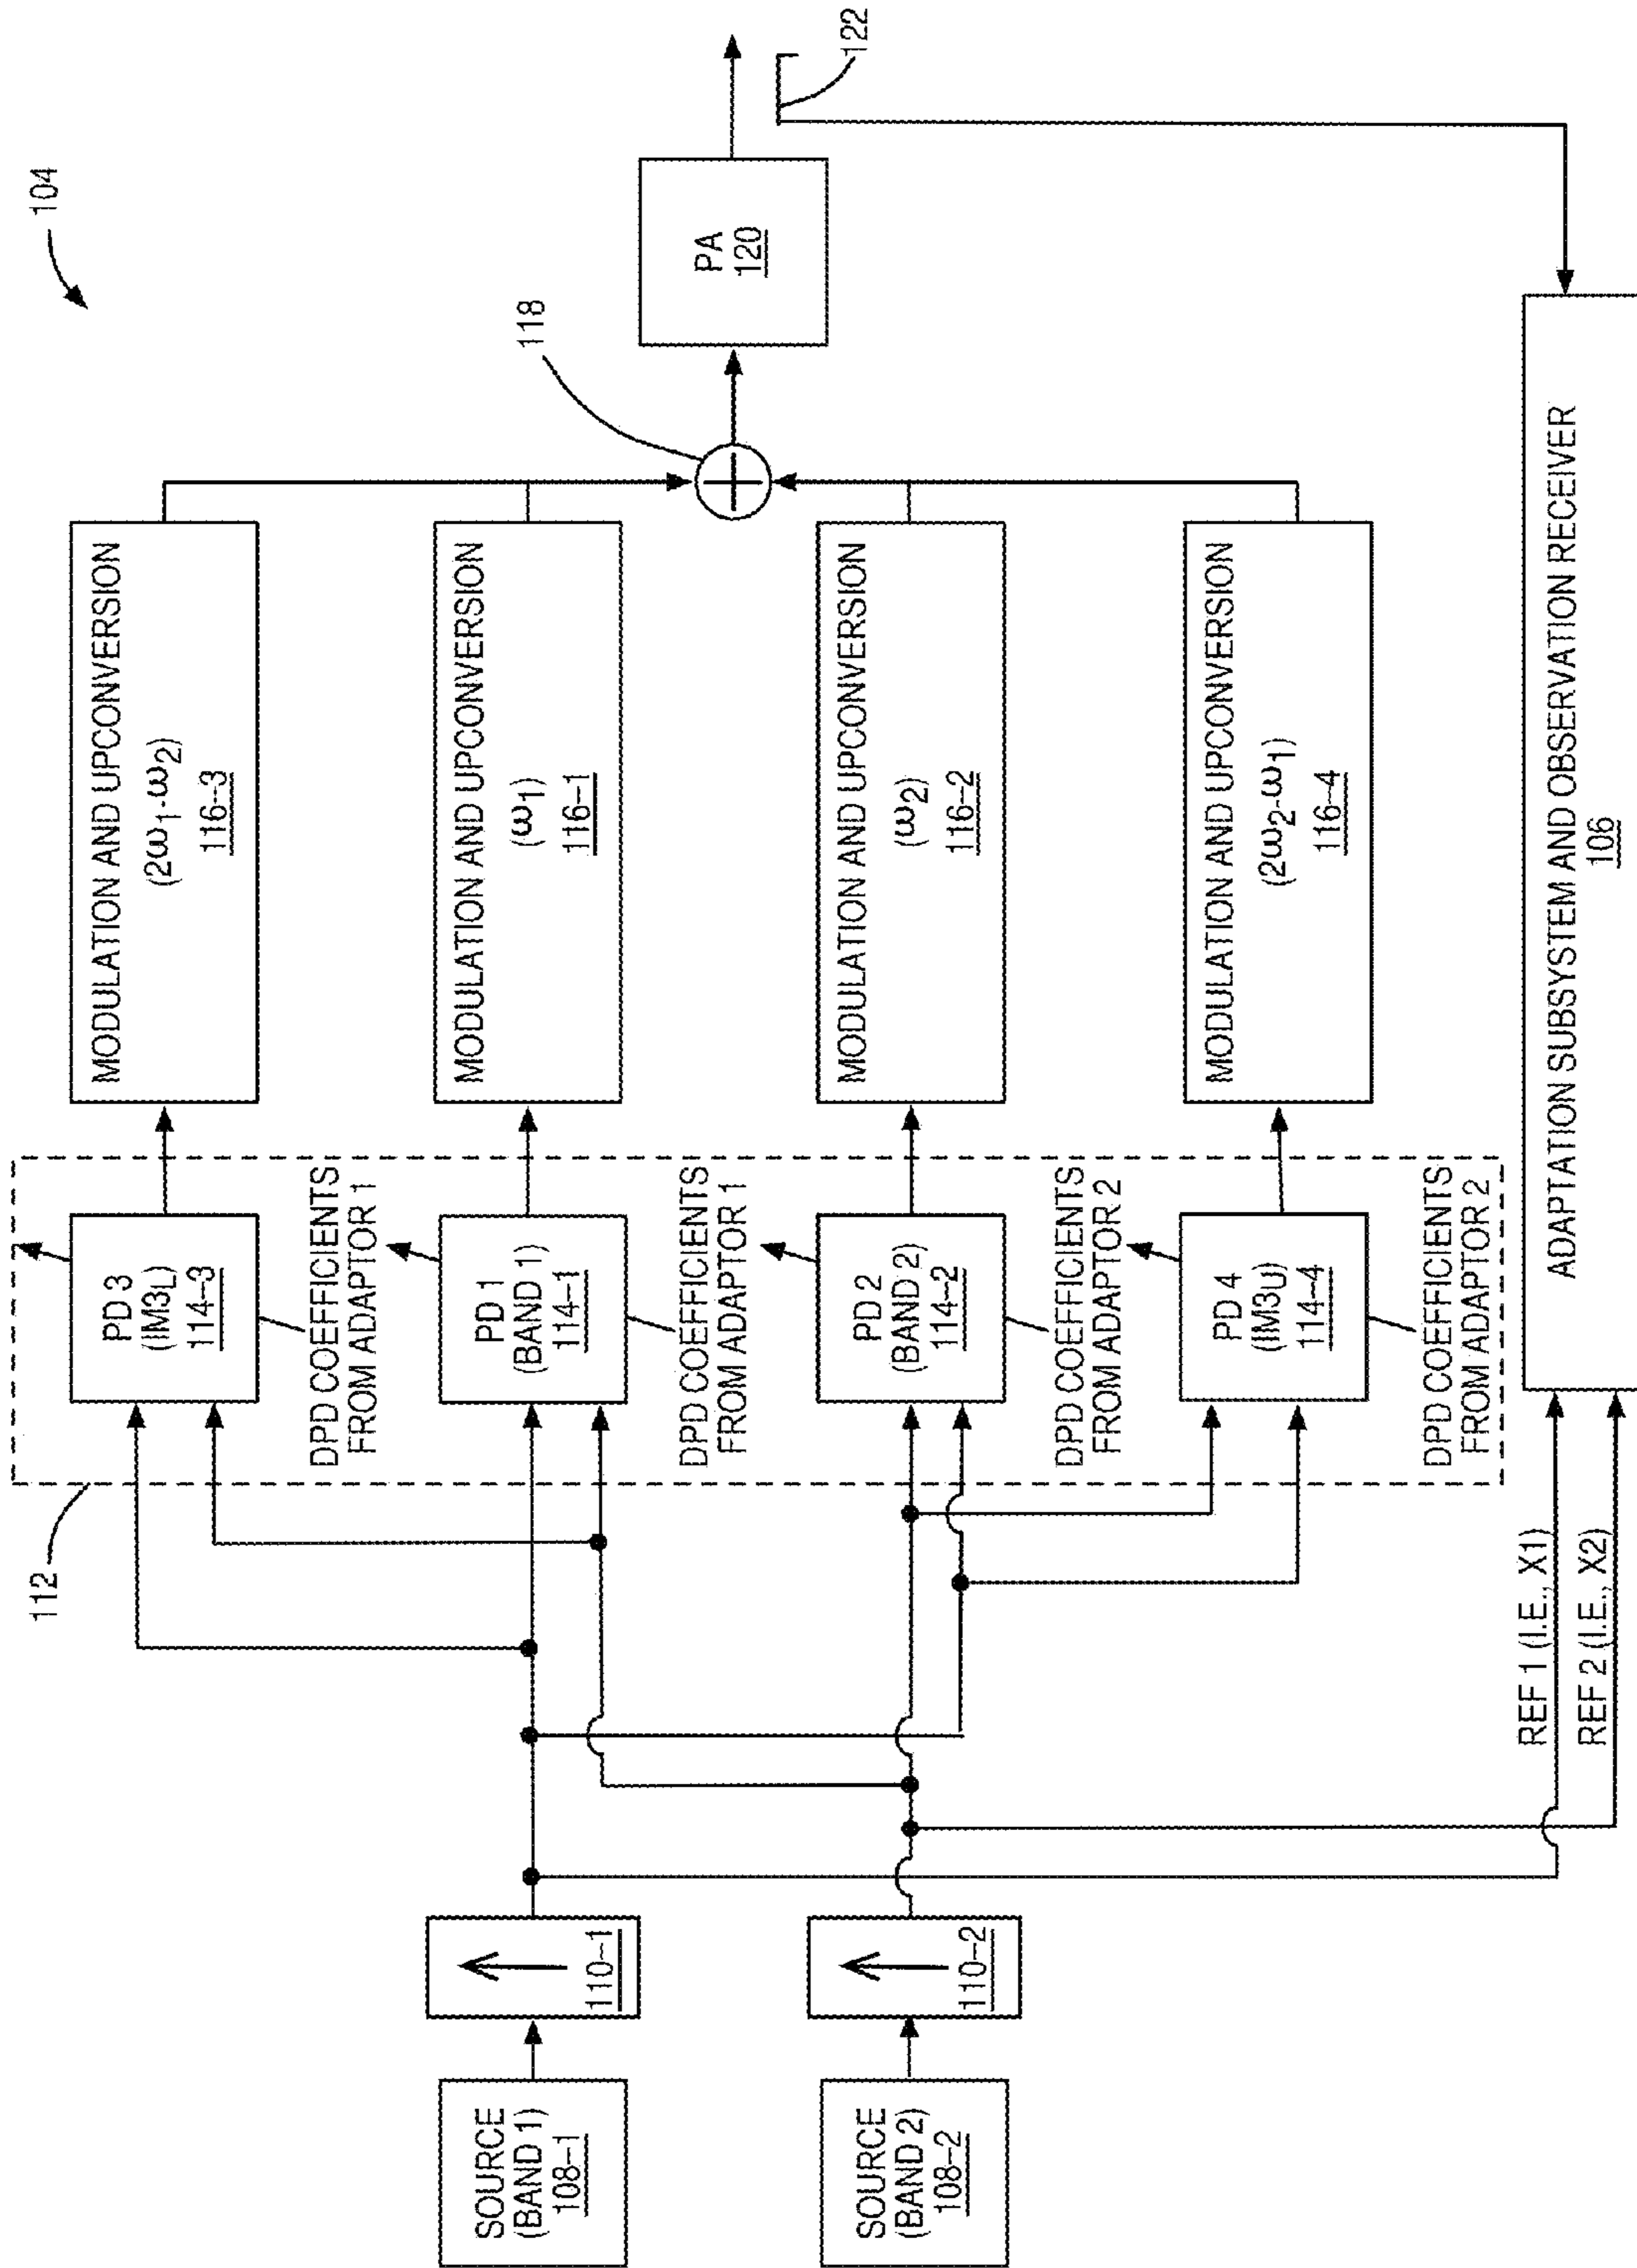 104
112
SOURCE
(BAND 1)
108-1
110-1
SOURCE
(BAND 2)
108-2
110-2
PD 3
(IM3L)
114-3
DPD COEFFICIENTS
FROM ADAPTOR 1
PD 1
(BAND 1)
114-1
DPD COEFFICIENTS
FROM ADAPTOR 1
PD 2
(BAND 2)
114-2
DPD COEFFICIENTS
FROM ADAPTOR 2
PD 4
(IM3U)
114-4
DPD COEFFICIENTS
FROM ADAPTOR 2
MODULATION AND UPCONVERSION
(2ω1-ω2)
116-3
MODULATION AND UPCONVERSION
(ω1)
116-1
MODULATION AND UPCONVERSION
(ω2)
116-2
MODULATION AND UPCONVERSION
(2ω2-ω1)
116-4
118
PA
120
122
REF 1 (I.E., X1)
REF 2 (I.E., X2)
ADAPTATION SUBSYSTEM AND OBSERVATION RECEIVER
106